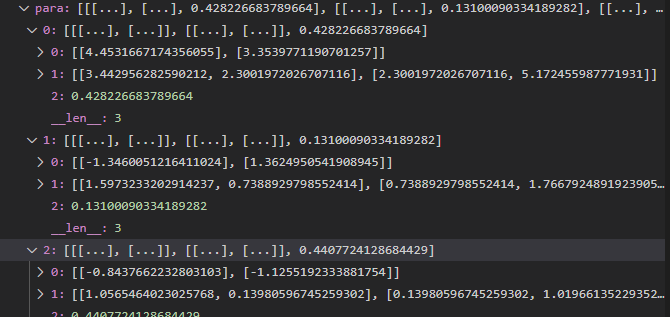 para: [[[...], [...], 0.428226683789664], [[...], [...], 0.13100090334189282], [[...], ...
0: [[[...], [...]], [[...], [...]], 0.428226683789664]
0: [[4.4531667174356055], [3.3539771190701257]]
1: [[3.442956282590212, 2.3001972026707116], [2.3001972026707116, 5.172455987771931]]
2: 0.428226683789664
__len__: 3
1: [[[...], [...]], [[...], [...]], 0.13100090334189282]
0: [[-1.3460051216411024], [1.3624950541908945]]
1: [[1.5973233202914237, 0.7388929798552414], [0.7388929798552414, 1.7667924891923905...
2: 0.13100090334189282
__len__: 3
2: [[[...], [...]], [[...], [...]], 0.4407724128684429]
0: [[-0.8437662232803103], [-1.1255192333881754]]
1: [[1.0565464023025768, 0.13980596745259302], [0.13980596745259302, 1.01966135229352...
2: 0.4407724128684429